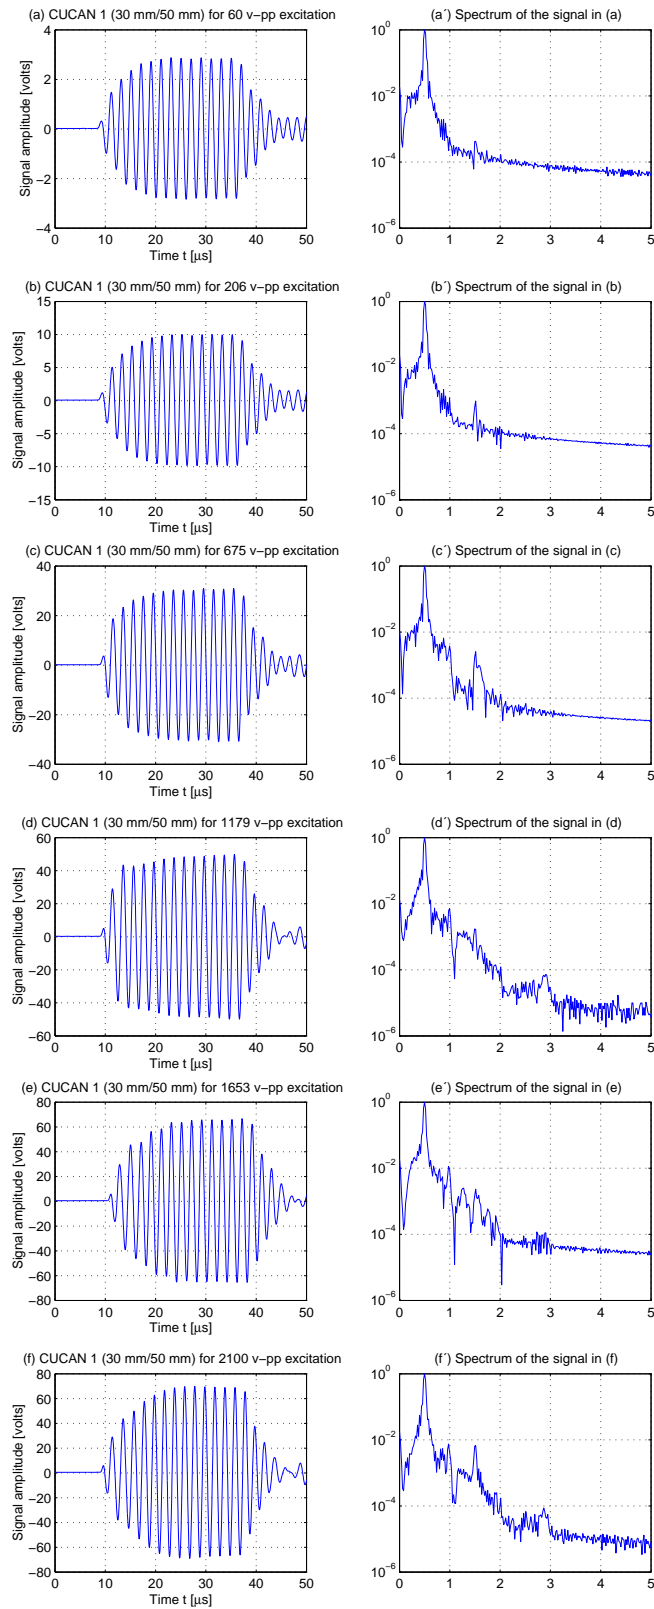 (a) CUCAN 1 (30 mm/50 mm) for 60 v−pp excitation
(a´) Spectrum of the signal in (a)
Signal amplitude [volts]
4
2
0
−2
−4
0 10 20 30 40 50
Time t [µs]
10^0
10^−2
10^−4
10^−6
0 1 2 3 4 5
(b) CUCAN 1 (30 mm/50 mm) for 206 v−pp excitation
(b´) Spectrum of the signal in (b)
Signal amplitude [volts]
15
10
5
0
−5
−10
−15
0 10 20 30 40 50
Time t [µs]
10^0
10^−2
10^−4
10^−6
0 1 2 3 4 5
(c) CUCAN 1 (30 mm/50 mm) for 675 v−pp excitation
(c´) Spectrum of the signal in (c)
Signal amplitude [volts]
40
20
0
−20
−40
0 10 20 30 40 50
Time t [µs]
10^0
10^−2
10^−4
10^−6
0 1 2 3 4 5
(d) CUCAN 1 (30 mm/50 mm) for 1179 v−pp excitation
(d´) Spectrum of the signal in (d)
Signal amplitude [volts]
60
40
20
0
−20
−40
−60
0 10 20 30 40 50
Time t [µs]
10^0
10^−2
10^−4
10^−6
0 1 2 3 4 5
(e) CUCAN 1 (30 mm/50 mm) for 1653 v−pp excitation
(e´) Spectrum of the signal in (e)
Signal amplitude [volts]
80
60
40
20
0
−20
−40
−60
−80
0 10 20 30 40 50
Time t [µs]
10^0
10^−2
10^−4
10^−6
0 1 2 3 4 5
(f) CUCAN 1 (30 mm/50 mm) for 2100 v−pp excitation
(f´) Spectrum of the signal in (f)
Signal amplitude [volts]
80
60
40
20
0
−20
−40
−60
−80
0 10 20 30 40 50
Time t [µs]
10^0
10^−2
10^−4
10^−6
0 1 2 3 4 5